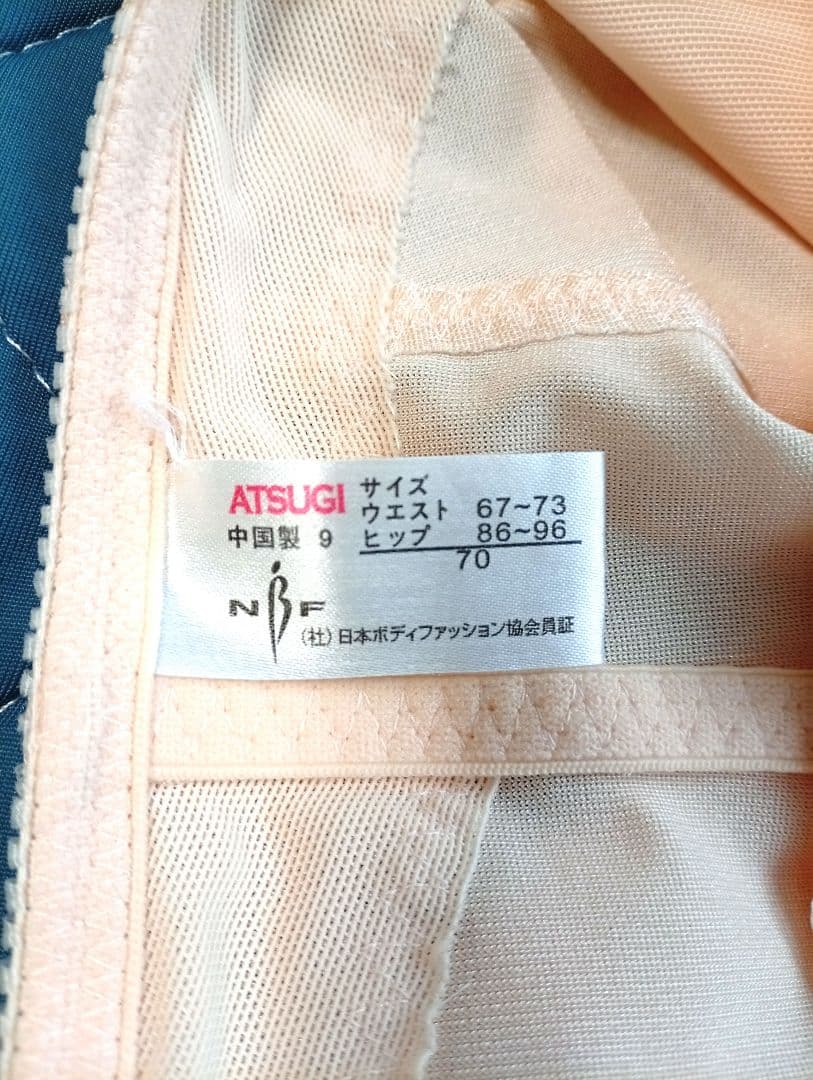 ATSUGI サイズ
ウエスト 67~73
中国製 9 ヒップ 86~96
70
NBF
(社)日本ボディファッション協会員証